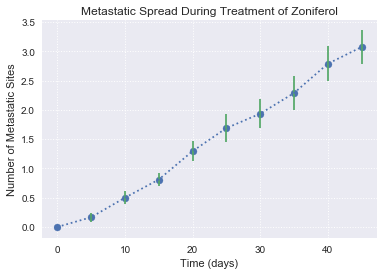 Metastatic Spread During Treatment of Zoniferol
3.5
3.0
2.5
2.0
1.5
1.0
0.5
0.0
Number of Metastatic Sites
0 10 20 30 40
Time (days)